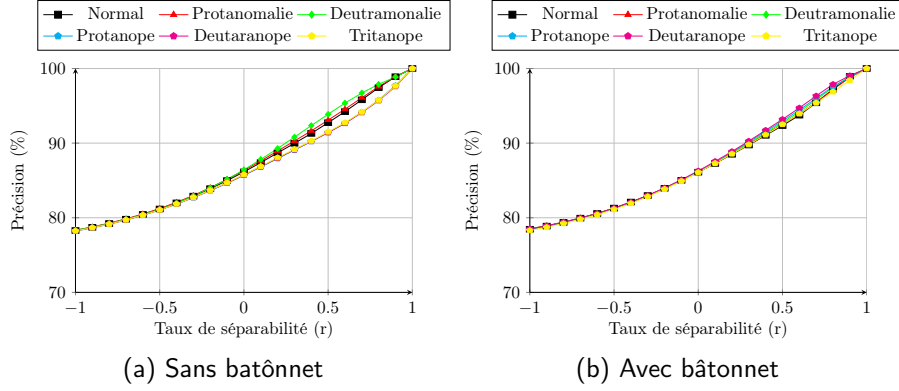 Normal Protanomalie Deutramonalie
Protanope Deutaranope Tritanope
100
90
80
70
Précision (%)
−1 −0.5 0 0.5 1
Taux de séparabilité (r)
(a) Sans batônnet
Normal Protanomalie Deutramonalie
Protanope Deutaranope Tritanope
100
90
80
70
Précision (%)
−1 −0.5 0 0.5 1
Taux de séparabilité (r)
(b) Avec bâtonnet